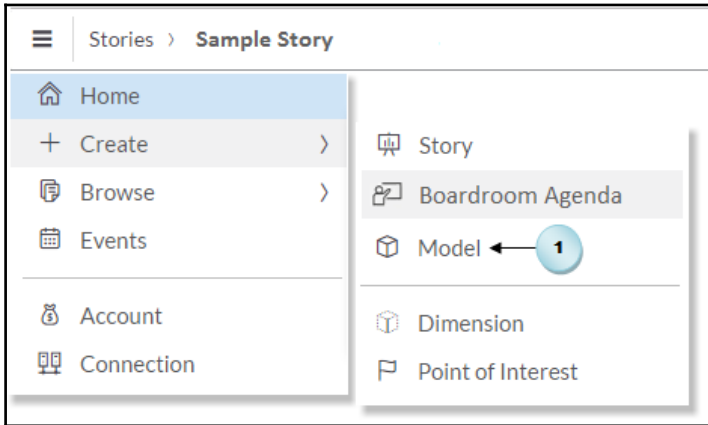 Stories > Sample Story
Home
Create
Browse
Events
Account
Connection
Story
Boardroom Agenda
Model
1
Dimension
Point of Interest